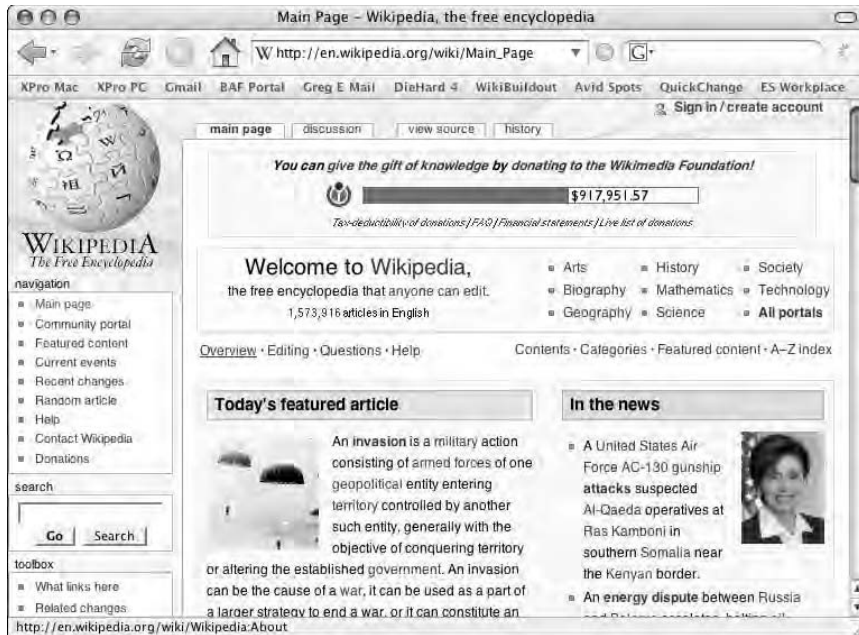 Main Page – Wikipedia, the free encyclopedia
W http://en.wikipedia.org/wiki/Main_Page
G
XPro Mac XPro PC Gmail BAF Portal Greg E Mail DieHard 4 WikiBuildout Avid Spots QuickChange ES Workplace
Sign in / create account
main page discussion view source history
You can give the gift of knowledge by donating to the Wikimedia Foundation!
$917,951.57
Tax-deductibility of donations / FAQ / Financial statements / Live list of donations
WIKIPEDIA
The Free Encyclopedia
navigation
Main page
Community portal
Featured content
Current events
Recent changes
Random article
Help
Contact Wikipedia
Donations
search
Go Search
toolbox
What links here
Related changes
Welcome to Wikipedia,
the free encyclopedia that anyone can edit.
1,573,916 articles in English
Arts History Society
Biography Mathematics Technology
Geography Science All portals
Overview · Editing · Questions · Help
Contents · Categories · Featured content · A–Z index
Today's featured article
An invasion is a military action
consisting of armed forces of one
geopolitical entity entering
territory controlled by another
such entity, generally with the
objective of conquering territory
or altering the established government. An invasion
can be the cause of a war, it can be used as a part of
a larger strategy to end a war, or it can constitute an
In the news
A United States Air
Force AC-130 gunship
attacks suspected
Al-Qaeda operatives at
Ras Kamboni in
southern Somalia near
the Kenyan border.
An energy dispute between Russia
http://en.wikipedia.org/wiki/Wikipedia:About